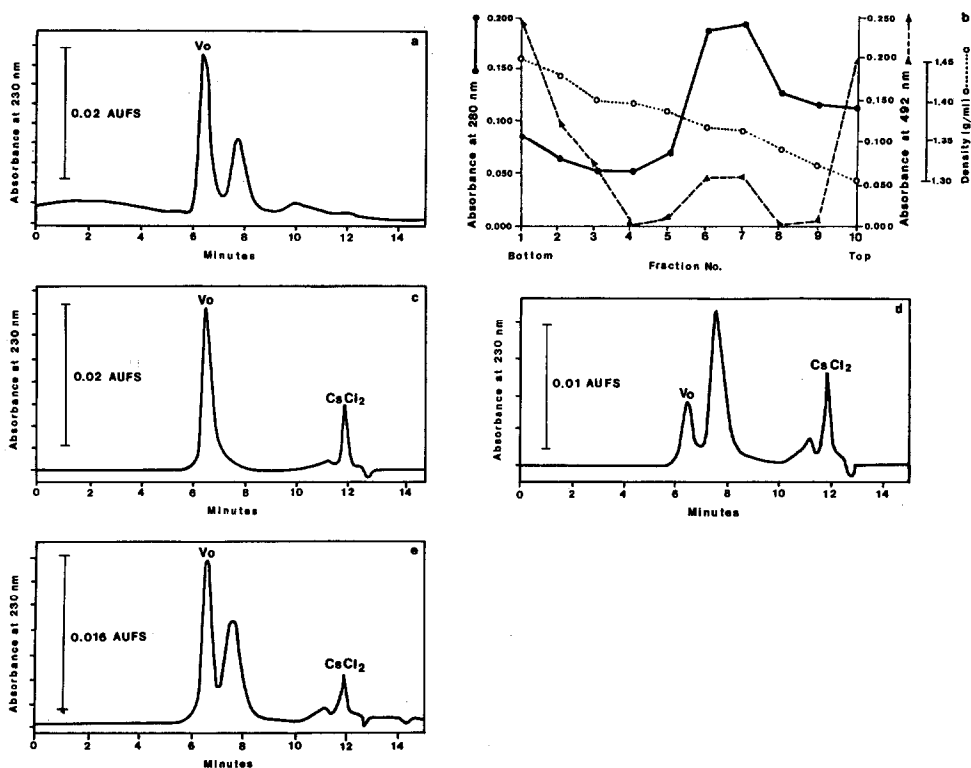 a
Vo
0.02 AUFS
Absorbance at 230 nm
0 2 4 6 8 10 12 14
Minutes
b
Absorbance at 280 nm
0.200
0.150
0.100
0.050
0.000
1 2 3 4 5 6 7 8 9 10
Bottom
Fraction No.
Top
0.250
0.200
0.150
0.100
0.050
0.000
Absorbance at 492 nm
1,45
1,40
1,35
1,30
Density (g/ml)
c
Vo
0.02 AUFS
CsCl2
Absorbance at 230 nm
0 2 4 6 8 10 12 14
Minutes
d
Vo
0.01 AUFS
CsCl2
Absorbance at 230 nm
0 2 4 6 8 10 12 14
Minutes
e
Vo
0.016 AUFS
CsCl2
Absorbance at 230 nm
0 2 4 6 8 10 12 14
Minutes